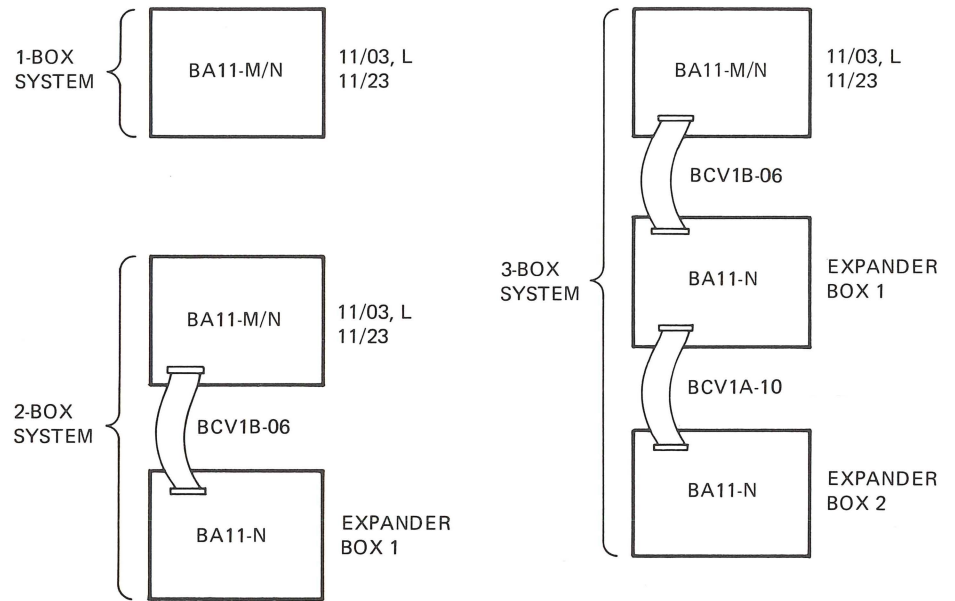 1-BOX
SYSTEM
BA11-M/N
11/03, L
11/23
2-BOX
SYSTEM
BA11-M/N
11/03, L
11/23
BCV1B-06
BA11-N
EXPANDER
BOX 1
3-BOX
SYSTEM
BA11-M/N
11/03, L
11/23
BCV1B-06
BA11-N
EXPANDER
BOX 1
BCV1A-10
BA11-N
EXPANDER
BOX 2